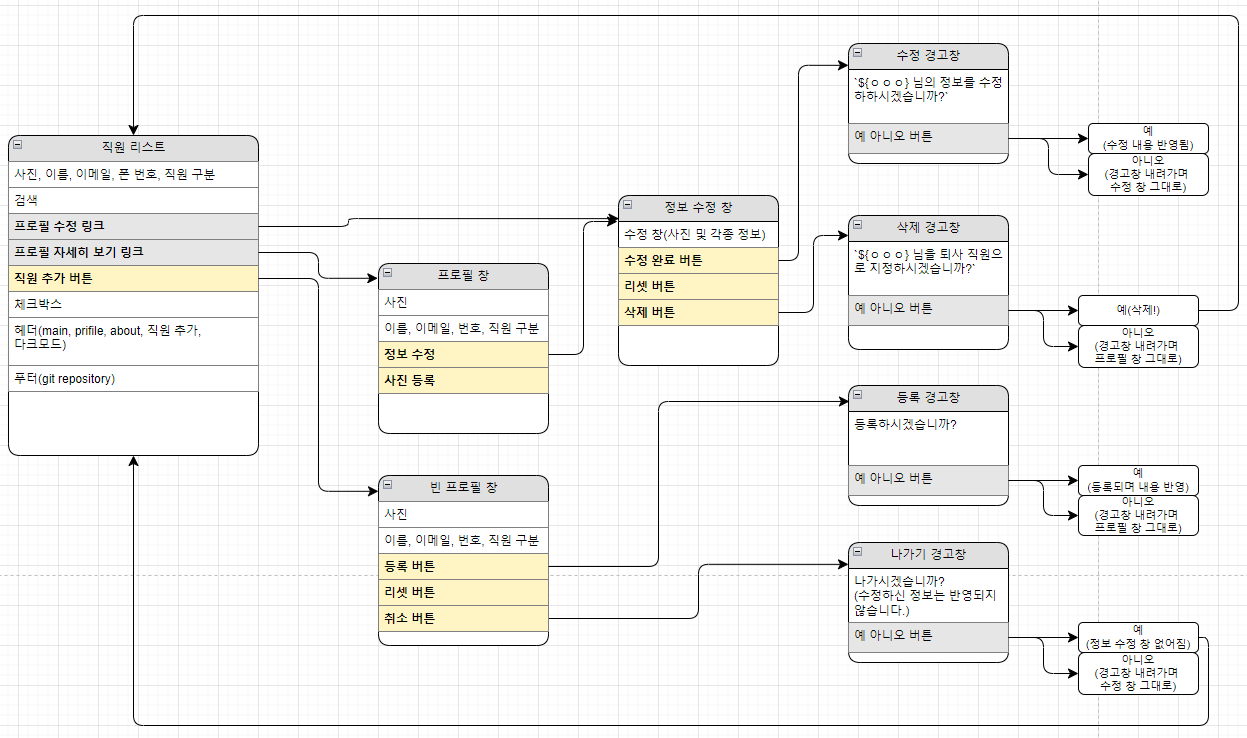 직원 리스트
사진, 이름, 이메일, 폰 번호, 직원 구분
검색
프로필 수정 링크
프로필 자세히 보기 링크
직원 추가 버튼
체크박스
헤더(main, prifile, about, 직원 추가,
다크모드)
푸터(git repository)
프로필 창
사진
이름, 이메일, 번호, 직원 구분
정보 수정
사진 등록
빈 프로필 창
사진
이름, 이메일, 번호, 직원 구분
등록 버튼
리셋 버튼
취소 버튼
정보 수정 창
수정 창(사진 및 각종 정보)
수정 완료 버튼
리셋 버튼
삭제 버튼
수정 경고창
`${ㅇㅇㅇ} 님의 정보를 수정
하하시겠습니까?`
예 아니오 버튼
예
(수정 내용 반영됨)
아니오
(경고창 내려가며
수정 창 그대로)
삭제 경고창
`${ㅇㅇㅇ} 님을 퇴사 직원으
로 지정하시겠습니까?`
예 아니오 버튼
예(삭제!)
아니오
(경고창 내려가며
프로필 창 그대로)
등록 경고창
등록하시겠습니까?
예 아니오 버튼
예
(등록되며 내용 반영)
아니오
(경고창 내려가며
프로필 창 그대로)
나가기 경고창
나가시겠습니까?
(수정하신 정보는 반영되지
않습니다.)
예 아니오 버튼
예
(정보 수정 창 없어짐)
아니오
(경고창 내려가며
수정 창 그대로)